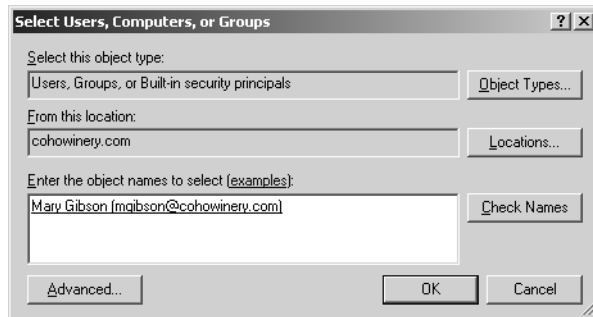 Select Users, Computers, or Groups
Select this object type:
Users, Groups, or Built-in security principals
Object Types...
From this location:
cohowinery.com
Locations...
Enter the object names to select (examples):
Mary Gibson (mgibson@cohowinery.com)
Check Names
Advanced...
OK
Cancel